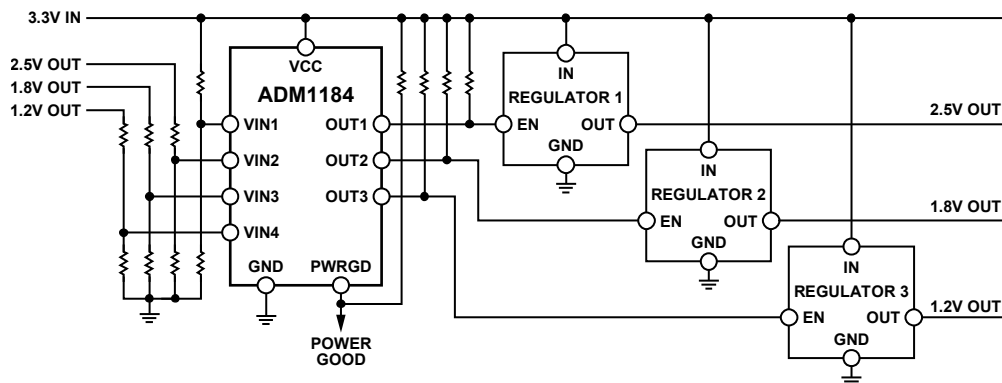 3.3V IN
2.5V OUT
1.8V OUT
1.2V OUT
VCC
ADM1184
VIN1
VIN2
VIN3
VIN4
OUT1
OUT2
OUT3
GND
PWRGD
POWER
GOOD
IN
REGULATOR 1
EN
OUT
GND
2.5V OUT
IN
REGULATOR 2
EN
OUT
GND
1.8V OUT
IN
REGULATOR 3
EN
OUT
GND
1.2V OUT